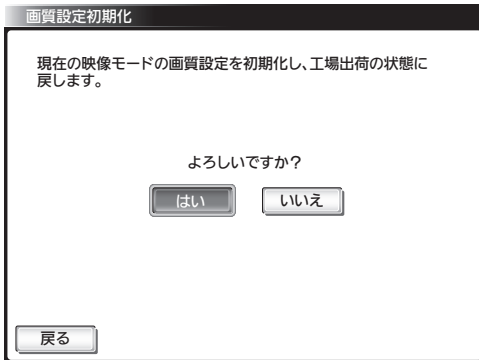 画質設定初期化
現在の映像モードの画質設定を初期化し、工場出荷の状態に
戻します。
よろしいですか？
はい いいえ
戻る